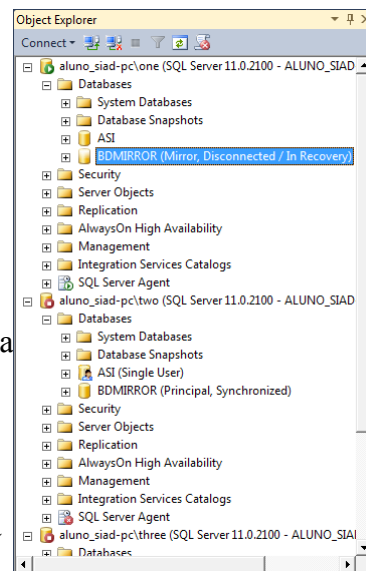 Object Explorer
Connect
aluno_siad-pc\one (SQL Server 11.0.2100 - ALUNO_SIAD
Databases
System Databases
Database Snapshots
ASI
BDMIRROR (Mirror, Disconnected / In Recovery)
Security
Server Objects
Replication
AlwaysOn High Availability
Management
Integration Services Catalogs
SQL Server Agent
aluno_siad-pc\two (SQL Server 11.0.2100 - ALUNO_SIAD
Databases
System Databases
a
Database Snapshots
ASI (Single User)
BDMIRROR (Principal, Synchronized)
Security
Server Objects
Replication
AlwaysOn High Availability
Management
Integration Services Catalogs
SQL Server Agent
aluno_siad-pc\three (SQL Server 11.0.2100 - ALUNO_SIA
Databases